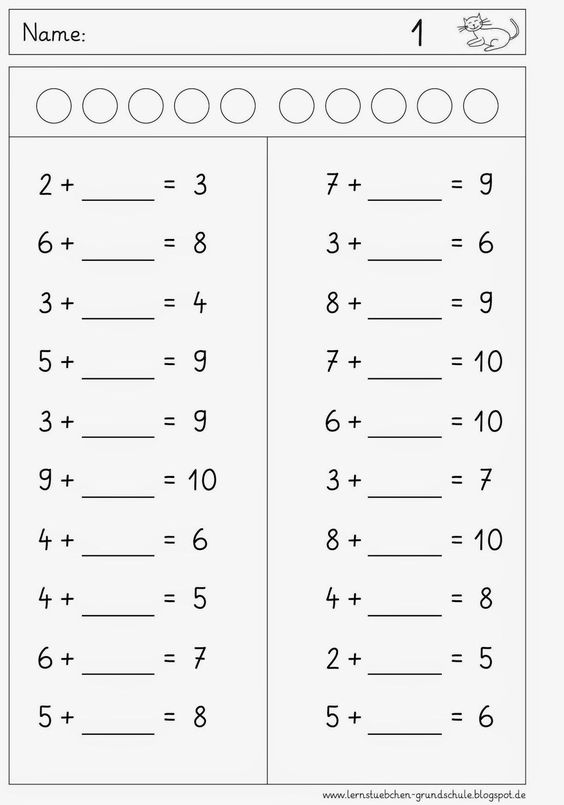 Name: 1
2 + ______ = 3
6 + ______ = 8
3 + ______ = 4
5 + ______ = 9
3 + ______ = 9
9 + ______ = 10
4 + ______ = 6
4 + ______ = 5
6 + ______ = 7
5 + ______ = 8
7 + ______ = 9
3 + ______ = 6
8 + ______ = 9
7 + ______ = 10
6 + ______ = 10
3 + ______ = 7
8 + ______ = 10
4 + ______ = 8
2 + ______ = 5
5 + ______ = 6
www.lernstuebchen-grundschule.blogspot.de